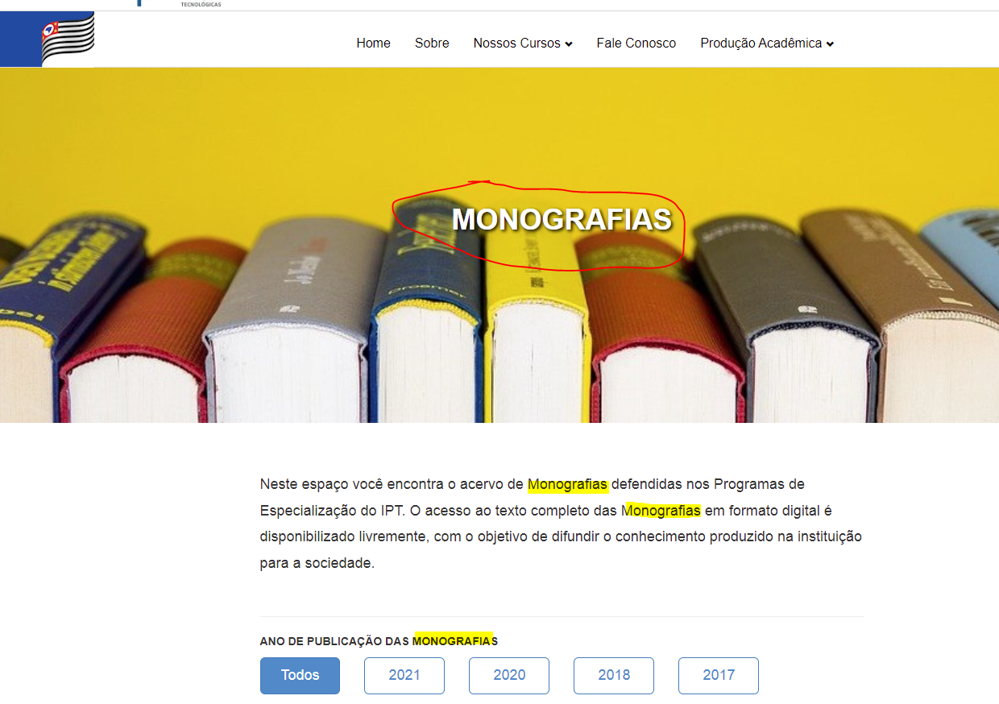 TECNOLÓGICAS
Home Sobre Nossos Cursos Fale Conosco Produção Acadêmica
MONOGRAFIAS
Neste espaço você encontra o acervo de Monografias defendidas nos Programas de
Especialização do IPT. O acesso ao texto completo das Monografias em formato digital é
disponibilizado livremente, com o objetivo de difundir o conhecimento produzido na instituição
para a sociedade.
ANO DE PUBLICAÇÃO DAS MONOGRAFIAS
Todos 2021 2020 2018 2017